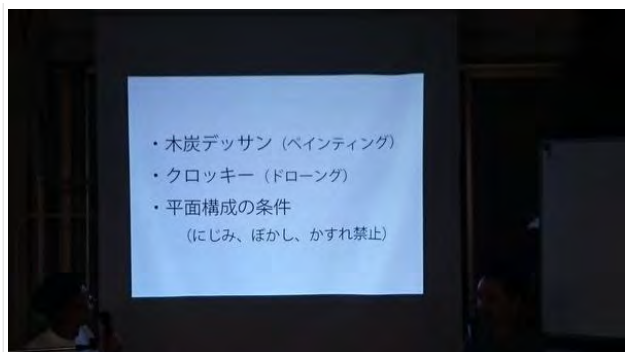 ・木炭デッサン（ペインティング）
・クロッキー（ドローング）
・平面構成の条件
（にじみ、ぼかし、かすれ禁止）